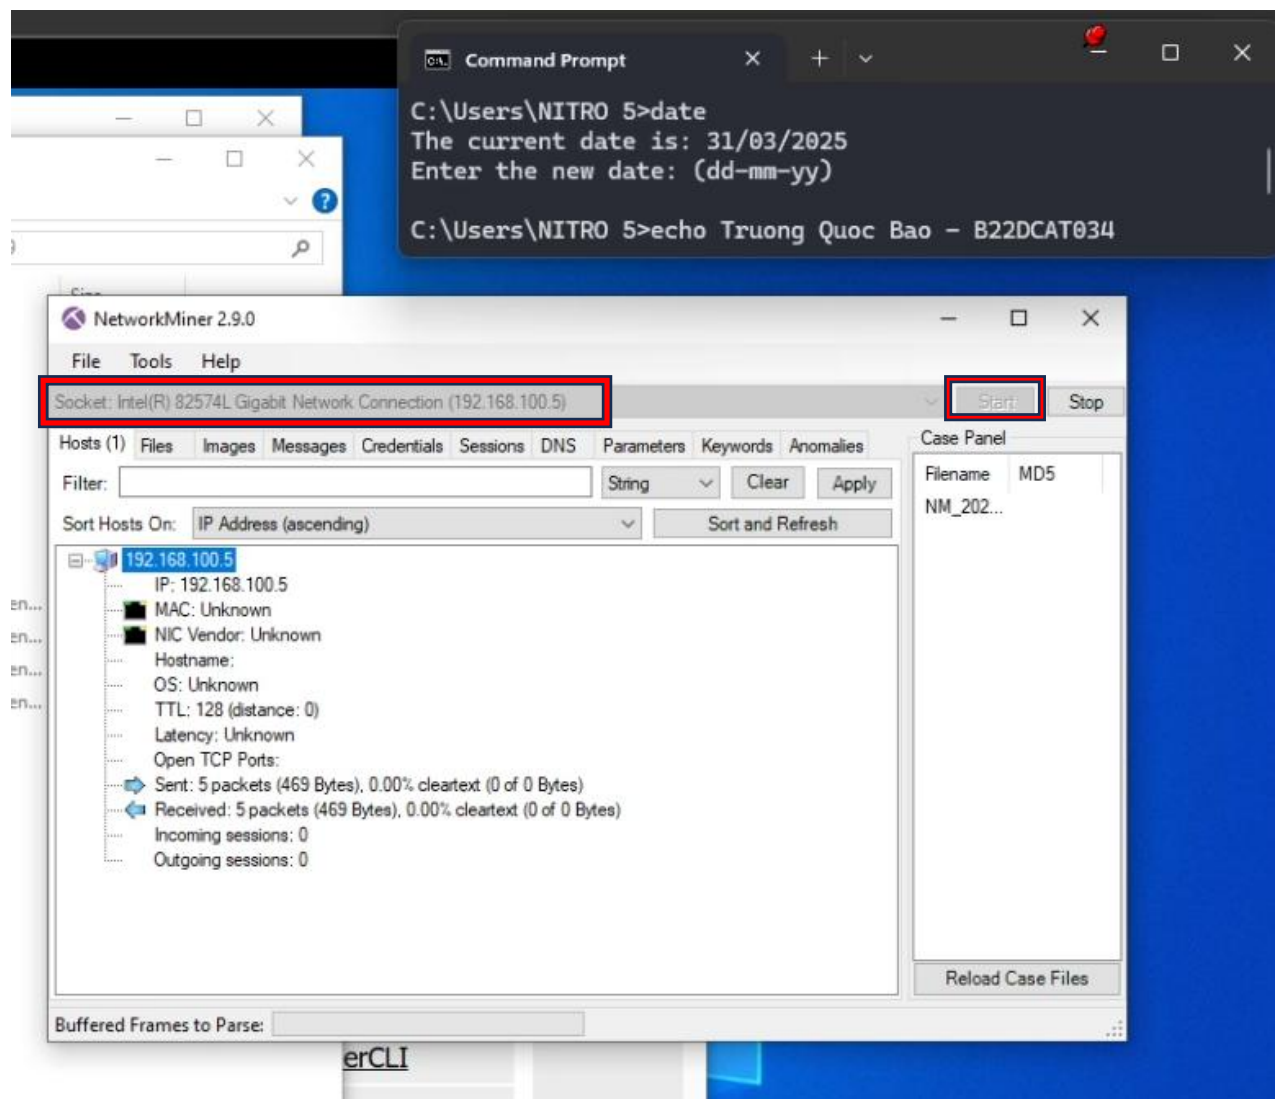 Command Prompt
C:\Users\NITRO 5>date
The current date is: 31/03/2025
Enter the new date: (dd-mm-yy)
C:\Users\NITRO 5>echo Truong Quoc Bao - B22DCAT034
NetworkMiner 2.9.0
File Tools Help
Socket: Intel(R) 82574L Gigabit Network Connection (192.168.100.5) Start Stop
Hosts (1) Files Images Messages Credentials Sessions DNS Parameters Keywords Anomalies
Case Panel
Filter: String Clear Apply
Filename MD5
Sort Hosts On: IP Address (ascending) Sort and Refresh
NM_202...
192.168.100.5
IP: 192.168.100.5
MAC: Unknown
NIC Vendor: Unknown
Hostname:
OS: Unknown
TTL: 128 (distance: 0)
Latency: Unknown
Open TCP Ports:
Sent: 5 packets (469 Bytes), 0.00% cleartext (0 of 0 Bytes)
Received: 5 packets (469 Bytes), 0.00% cleartext (0 of 0 Bytes)
Incoming sessions: 0
Outgoing sessions: 0
en...
en...
en...
en...
Reload Case Files
Buffered Frames to Parse:
erCLI